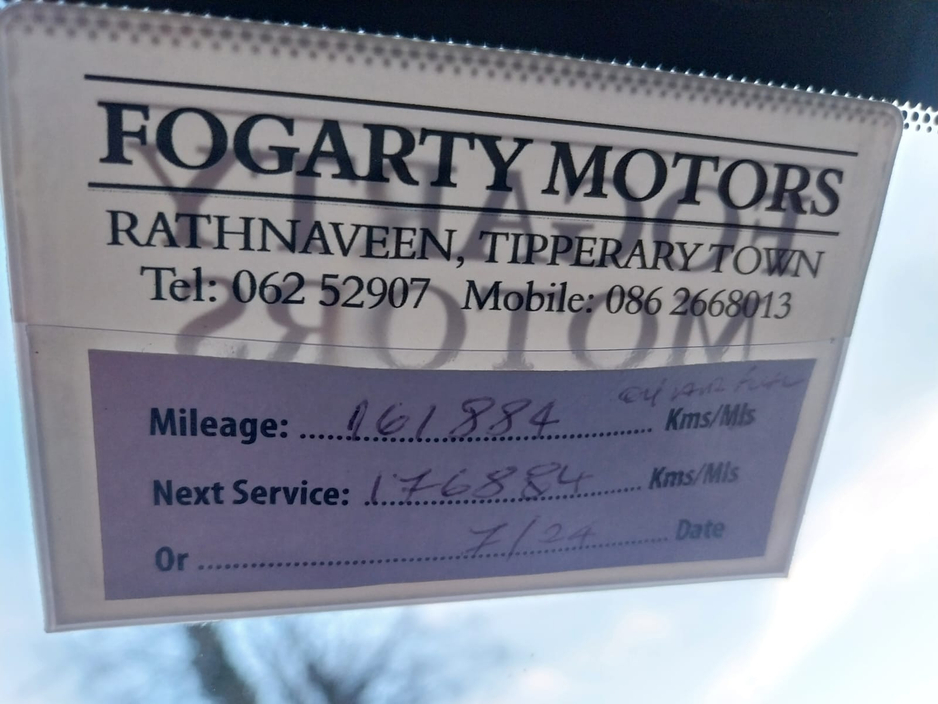 FOGARTY MOTORS
RATHNAVEEN, TIPPERARY TOWN
Tel: 062 52907 Mobile: 086 2668013
Mileage: 161884 Kms/Mls
Next Service: 176884 Kms/Mls
Or 7/24 Date